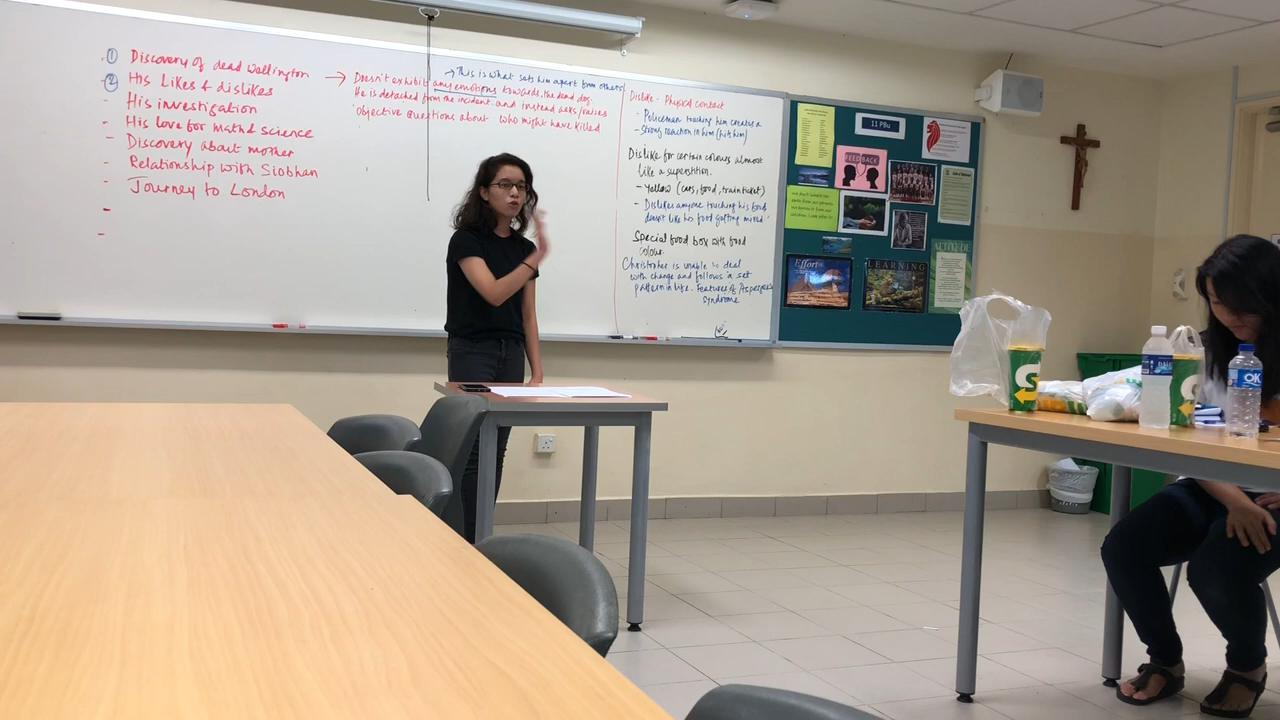 ① Discovery of dead Wellington
② His Likes & dislikes
- His investigation
- His love for math & science
- Discovery about mother
- Relationship with Siobhan
- Journey to London
→ This is what sets him apart from others
→ Doesn't exhibit any emotions towards the dead dog.
He is detached from the incident and instead asks/raises
objective questions about who might have killed
Dislike - Physical contact
- Policeman touching him creates a
- Strong reaction in him (hits him)
Dislike for certain colours almost
like a superstition.
- Yellow (cars, food, train ticket)
- Dislikes anyone touching his food
doesn't like his food getting mixed
Special food box with food
colour.
Christopher is unable to deal
with change and follows a set
pattern in life. Features of Asperger's
Syndrome
11 PBu
FEEDBACK
Effort
LEARNING
ATTITUDE
S
OK